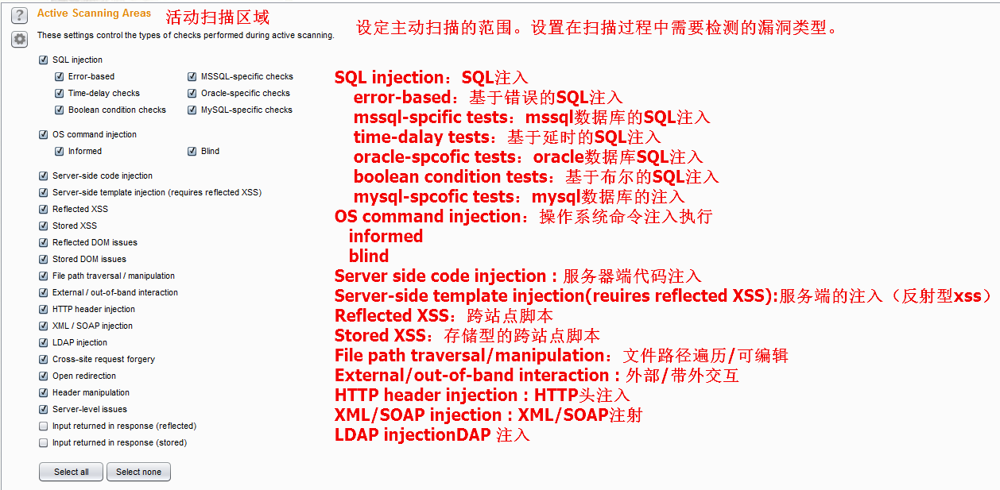 Active Scanning Areas 活动扫描区域
These settings control the types of checks performed during active scanning. 设定主动扫描的范围。设置在扫描过程中需要检测的漏洞类型。
SQL injection
Error-based MSSQL-specific checks
Time-delay checks Oracle-specific checks
Boolean condition checks MySQL-specific checks
OS command injection
Informed Blind
Server-side code injection
Server-side template injection (requires reflected XSS)
Reflected XSS
Stored XSS
Reflected DOM issues
Stored DOM issues
File path traversal / manipulation
External / out-of-band interaction
HTTP header injection
XML / SOAP injection
LDAP injection
Cross-site request forgery
Open redirection
Header manipulation
Server-level issues
Input returned in response (reflected)
Input returned in response (stored)
Select all Select none
SQL injection：SQL注入
error-based：基于错误的SQL注入
mssql-spcific tests：mssql数据库的SQL注入
time-dalay tests：基于延时的SQL注入
oracle-spcofic tests：oracle数据库SQL注入
boolean condition tests：基于布尔的SQL注入
mysql-spcofic tests：mysql数据库的注入
OS command injection：操作系统命令注入执行
informed
blind
Server side code injection : 服务器端代码注入
Server-side template injection(reuires reflected XSS):服务端的注入（反射型xss）
Reflected XSS：跨站点脚本
Stored XSS：存储型的跨站点脚本
File path traversal/manipulation：文件路径遍历/可编辑
External/out-of-band interaction : 外部/带外交互
HTTP header injection : HTTP头注入
XML/SOAP injection : XML/SOAP注射
LDAP injectionDAP 注入